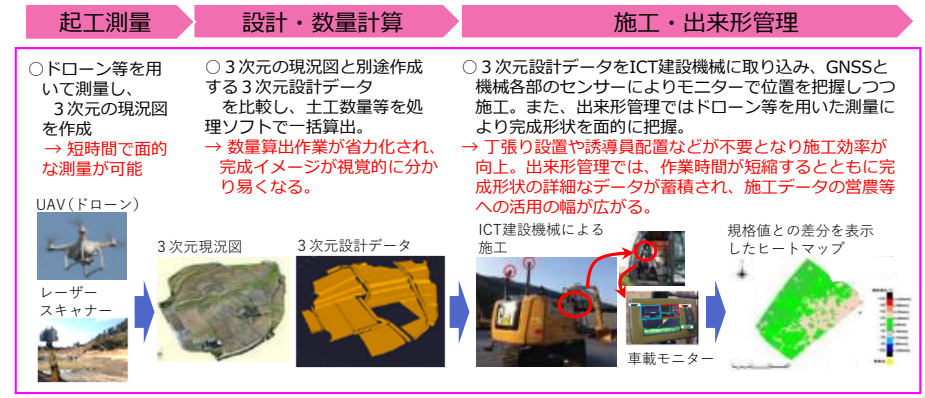 起工測量
設計・数量計算
施工・出来形管理
○ドローン等を用
いて測量し、
３次元の現況図
を作成
→ 短時間で面的
な測量が可能
○３次元の現況図と別途作成
する３次元設計データ
を比較し、土工数量等を処
理ソフトで一括算出。
→ 数量算出作業が省力化され、
完成イメージが視覚的に分か
り易くなる。
○３次元設計データをICT建設機械に取り込み、GNSSと
機械各部のセンサーによりモニターで位置を把握しつつ
施工。また、出来形管理ではドローン等を用いた測量に
より完成形状を面的に把握。
→ 丁張り設置や誘導員配置などが不要となり施工効率が
向上。出来形管理では、作業時間が短縮するとともに完
成形状の詳細なデータが蓄積され、施工データの営農等
への活用の幅が広がる。
UAV（ドローン）
レーザー
スキャナー
３次元現況図
３次元設計データ
ICT建設機械による
施工
車載モニター
規格値との差分を表示
したヒートマップ